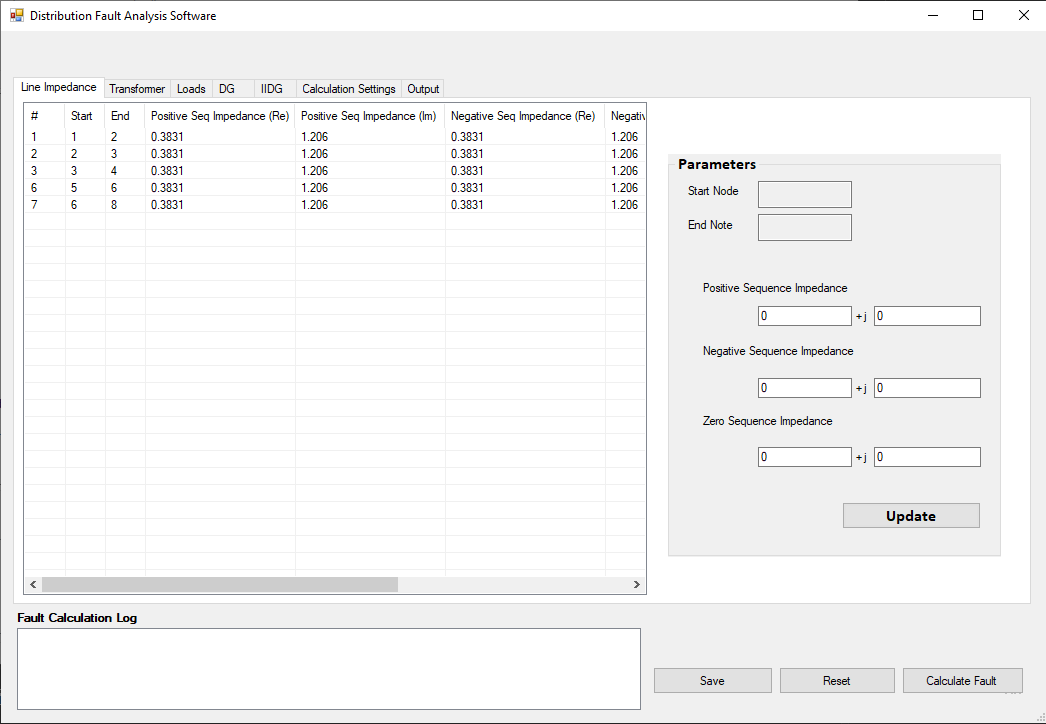 Distribution Fault Analysis Software
Line Impedance Transformer Loads DG IIDG Calculation Settings Output
# Start End Positive Seq Impedance (Re) Positive Seq Impedance (Im) Negative Seq Impedance (Re) Negativ
1 1 2 0.3831 1.206 0.3831 1.206
2 2 3 0.3831 1.206 0.3831 1.206
3 3 4 0.3831 1.206 0.3831 1.206
6 5 6 0.3831 1.206 0.3831 1.206
7 6 8 0.3831 1.206 0.3831 1.206
Parameters
Start Node
End Note
Positive Sequence Impedance
0 +j 0
Negative Sequence Impedance
0 +j 0
Zero Sequence Impedance
0 +j 0
Update
Fault Calculation Log
Save Reset Calculate Fault